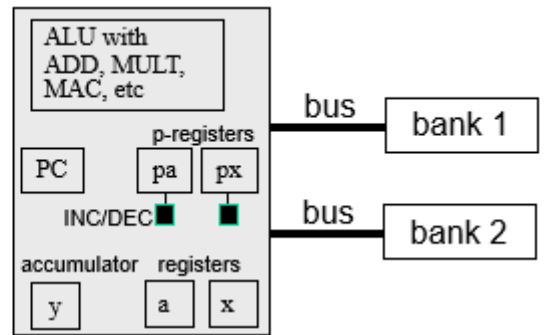 ALU with
ADD, MULT,
MAC, etc
bus
bank 1
p-registers
PC
pa
px
INC/DEC
bus
bank 2
accumulator
registers
y
a
x